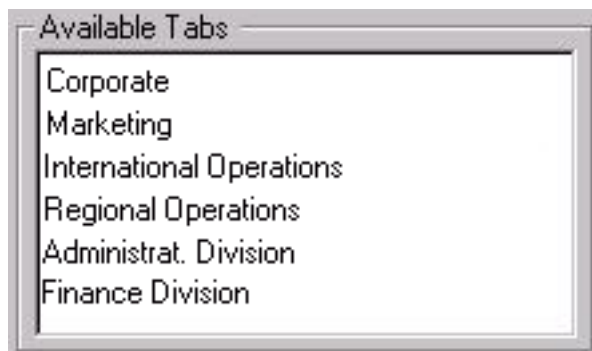 Available Tabs
Corporate
Marketing
International Operations
Regional Operations
Administrat. Division
Finance Division